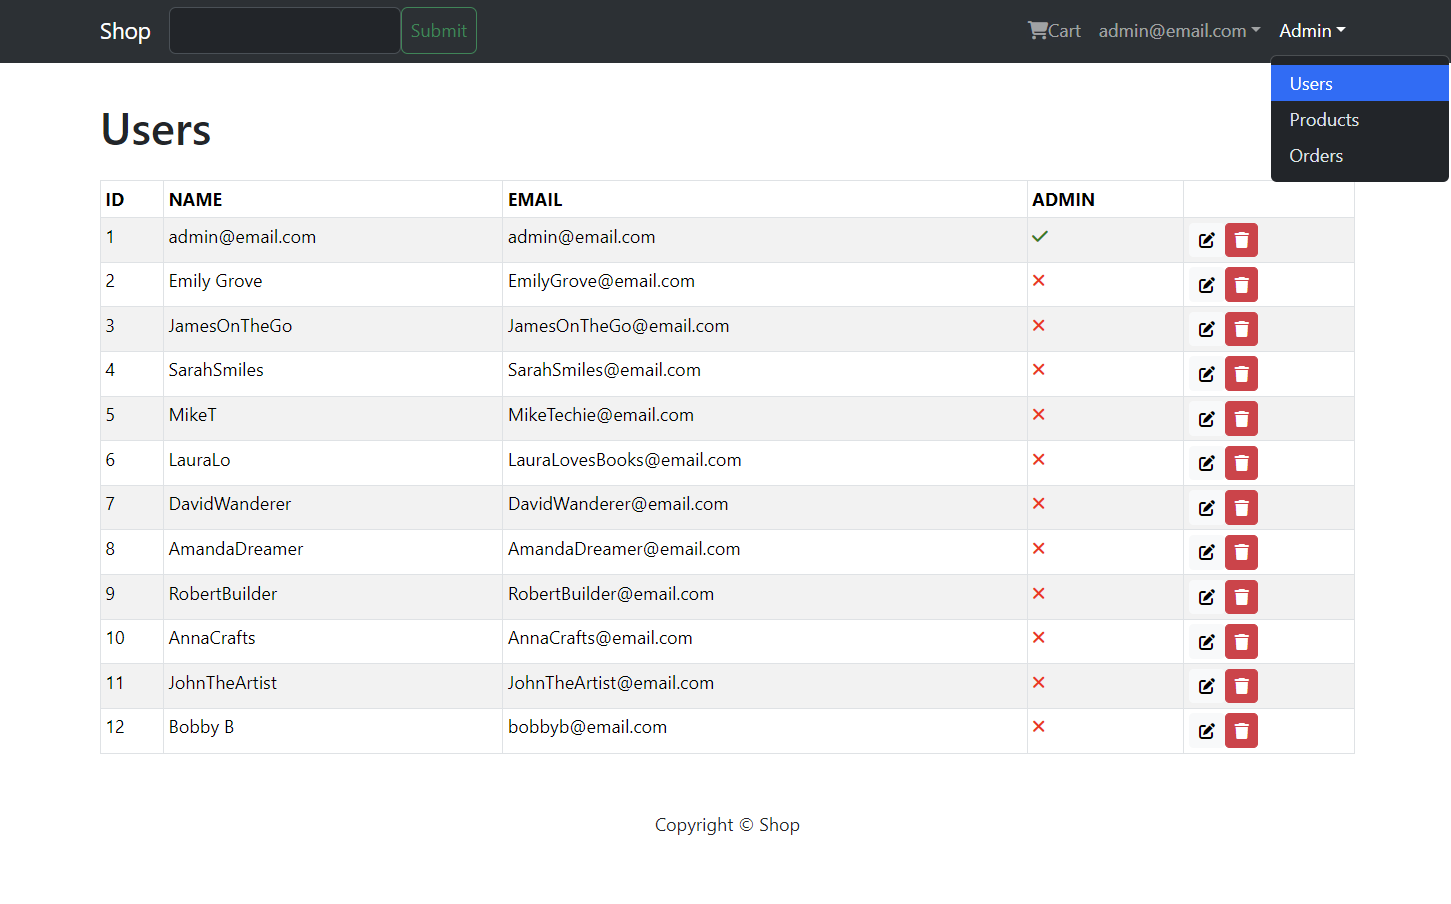 Shop Submit Cart admin@email.com Admin
Users
Products
Orders
Users
ID NAME EMAIL ADMIN
1 admin@email.com admin@email.com
2 Emily Grove EmilyGrove@email.com
3 JamesOnTheGo JamesOnTheGo@email.com
4 SarahSmiles SarahSmiles@email.com
5 MikeT MikeTechie@email.com
6 LauraLo LauraLovesBooks@email.com
7 DavidWanderer DavidWanderer@email.com
8 AmandaDreamer AmandaDreamer@email.com
9 RobertBuilder RobertBuilder@email.com
10 AnnaCrafts AnnaCrafts@email.com
11 JohnTheArtist JohnTheArtist@email.com
12 Bobby B bobbyb@email.com
Copyright © Shop